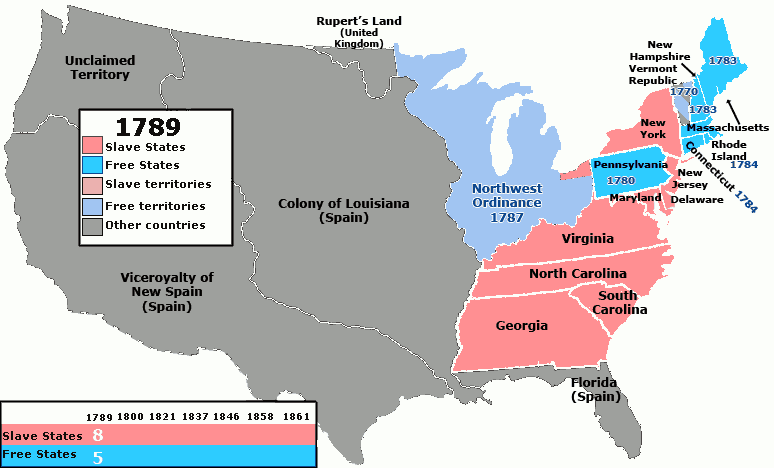 Rupert's Land
(United
Kingdom)
New
Hampshire
Vermont
Republic
1783
1770
1783
Unclaimed
Territory
1789
Slave States
Free States
Slave territories
Free territories
Other countries
New
York
Massachusetts
Rhode
Island
1784
Connecticut 1784
Pennsylvania
1780
New
Jersey
Maryland
Delaware
Northwest
Ordinance
1787
Colony of Louisiana
(Spain)
Virginia
North Carolina
South
Carolina
Georgia
Viceroyalty of
New Spain
(Spain)
Florida
(Spain)
1789 1800 1821 1837 1846 1858 1861
Slave States 8
Free States 5